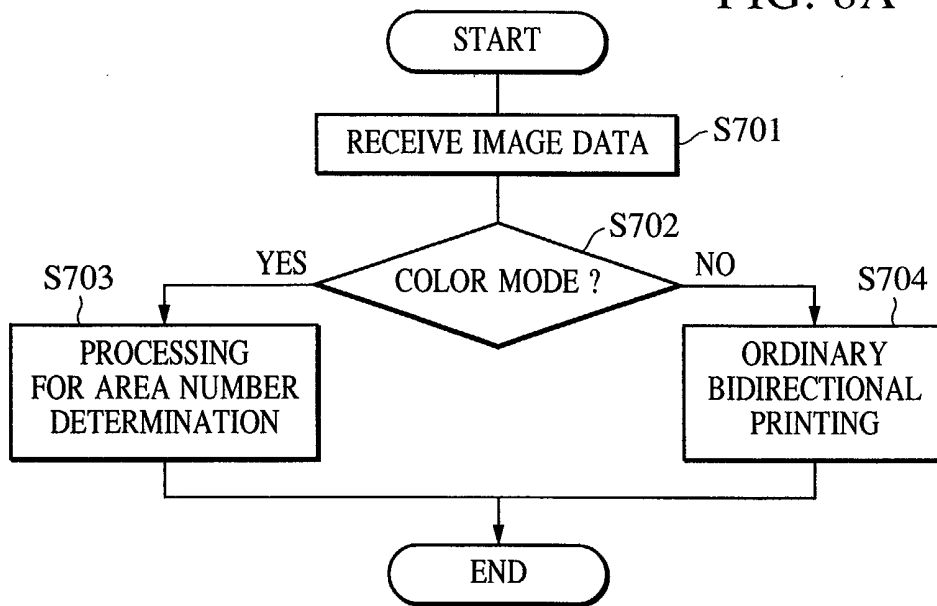 FIG. 8A
START
RECEIVE IMAGE DATA
S701
S702
YES
COLOR MODE ?
NO
S703
S704
PROCESSING
FOR AREA NUMBER
DETERMINATION
ORDINARY
BIDIRECTIONAL
PRINTING
END